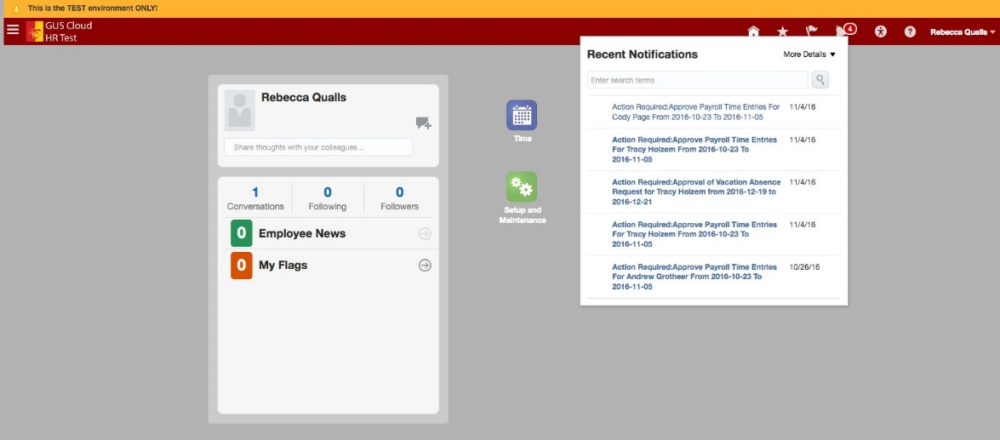 This is the TEST environment ONLY!
GUS Cloud
HR Test
4
Rebecca Qualls
Rebecca Qualls
Share thoughts with your colleagues...
1
Conversations
0
Following
0
Followers
0 Employee News
0 My Flags
Time
Setup and
Maintenance
Recent Notifications
More Details
Enter search terms
Action Required:Approve Payroll Time Entries For 11/4/16
Cody Page From 2016-10-23 To 2016-11-05
Action Required:Approve Payroll Time Entries 11/4/16
For Tracy Holzem From 2016-10-23 To
2016-11-05
Action Required:Approval of Vacation Absence 11/4/16
Request for Tracy Holzem from 2016-12-19 to
2016-12-21
Action Required:Approve Payroll Time Entries 11/4/16
For Tracy Holzem From 2016-10-23 To
2016-11-05
Action Required:Approve Payroll Time Entries 10/26/16
For Andrew Grotheer From 2016-10-23 To
2016-11-05